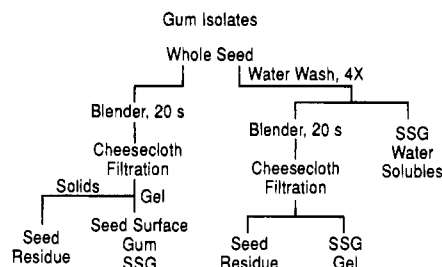 Gum Isolates
Whole Seed
Water Wash, 4X
Blender, 20 s
Cheesecloth
Filtration
Solids
Gel
Seed
Residue
Seed Surface
Gum
SSG
Blender, 20 s
Cheesecloth
Filtration
SSG
Water
Solubles
Seed
Residue
SSG
Gel